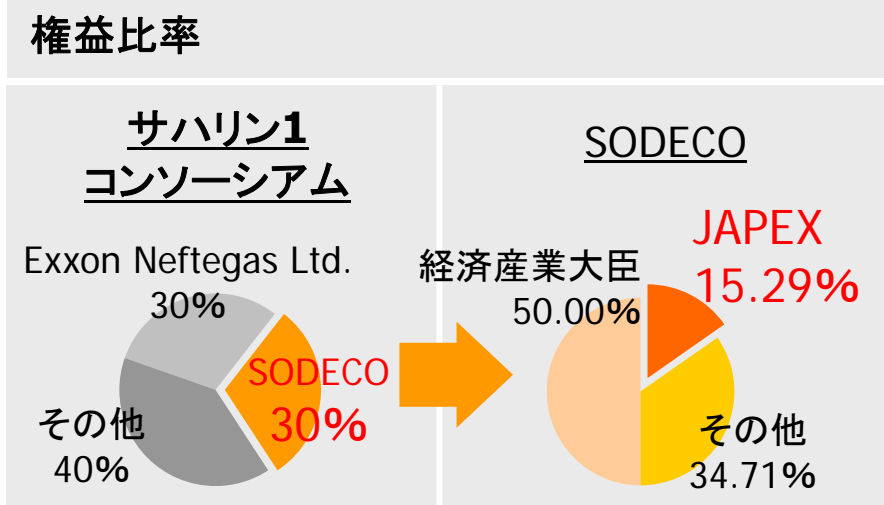 権益比率
サハリン1
コンソーシアム
Exxon Neftegas Ltd.
30%
SODECO
30%
その他
40%
SODECO
JAPEX
15.29%
経済産業大臣
50.00%
その他
34.71%